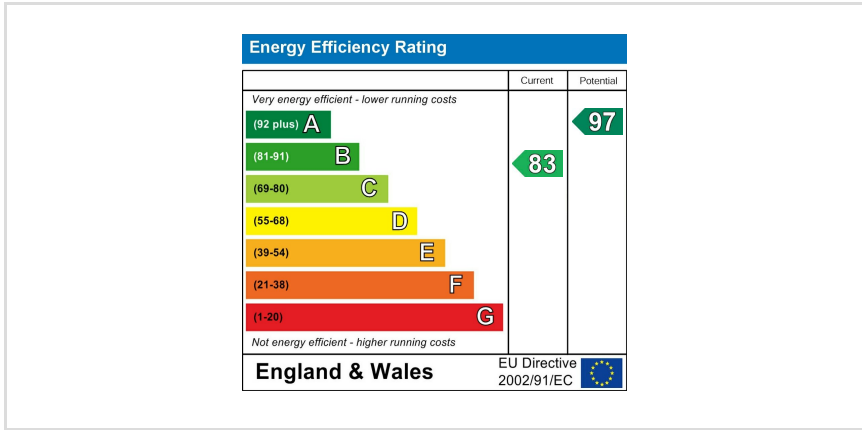 Energy Efficiency Rating
Current Potential
Very energy efficient - lower running costs
(92 plus) A 97
(81-91) B 83
(69-80) C
(55-68) D
(39-54) E
(21-38) F
(1-20) G
Not energy efficient - higher running costs
England & Wales
EU Directive
2002/91/EC